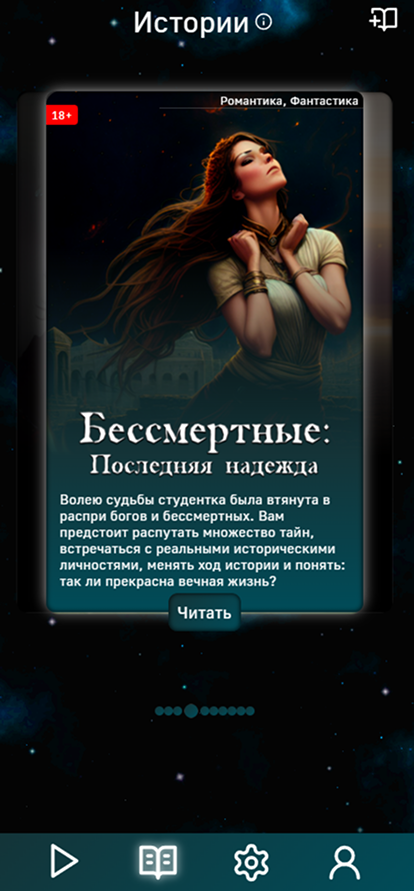 Истории
Романтика, Фантастика
18+
Бессмертные:
Последняя надежда
Волею судьбы студентка была втянута в
распри богов и бессмертных. Вам
предстоит распутать множество тайн,
встречаться с реальными историческими
личностями, менять ход истории и понять:
так ли прекрасна вечная жизнь?
Читать